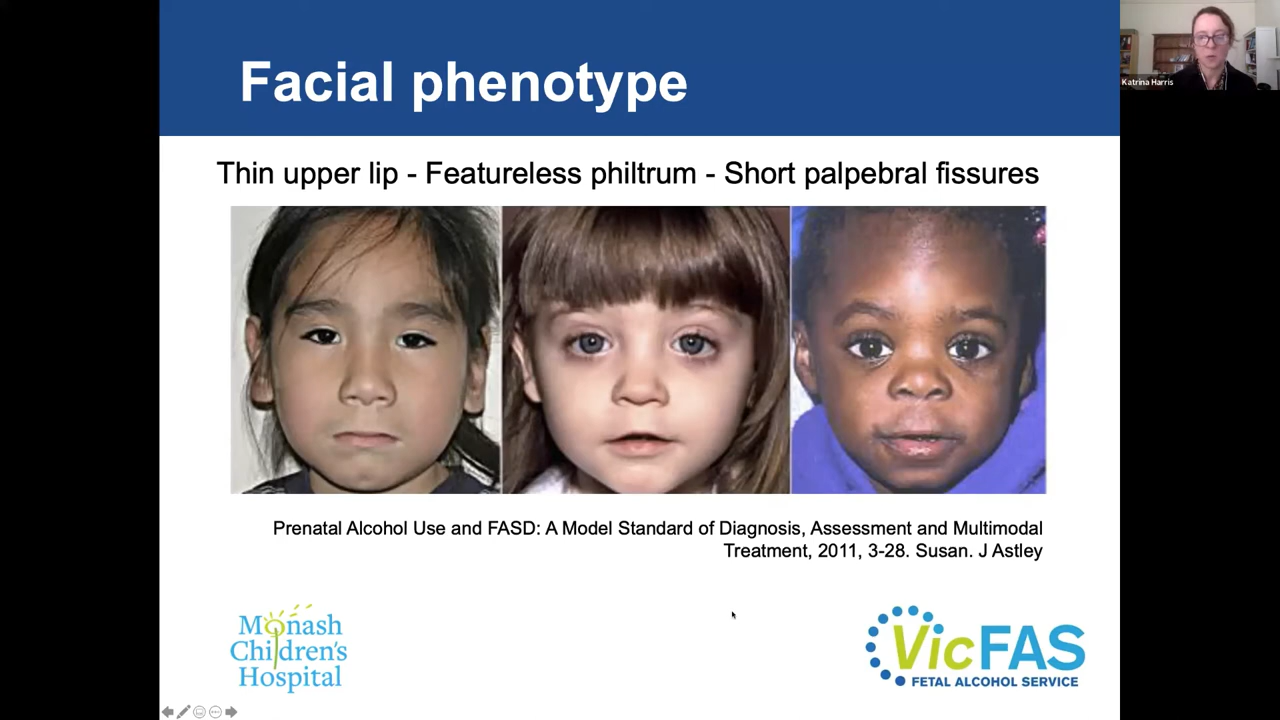 Facial phenotype
Katrina Harris
Thin upper lip - Featureless philtrum - Short palpebral fissures
Prenatal Alcohol Use and FASD: A Model Standard of Diagnosis, Assessment and Multimodal
Treatment, 2011, 3-28. Susan. J Astley
Monash
Children's
Hospital
VicFAS
FETAL ALCOHOL SERVICE